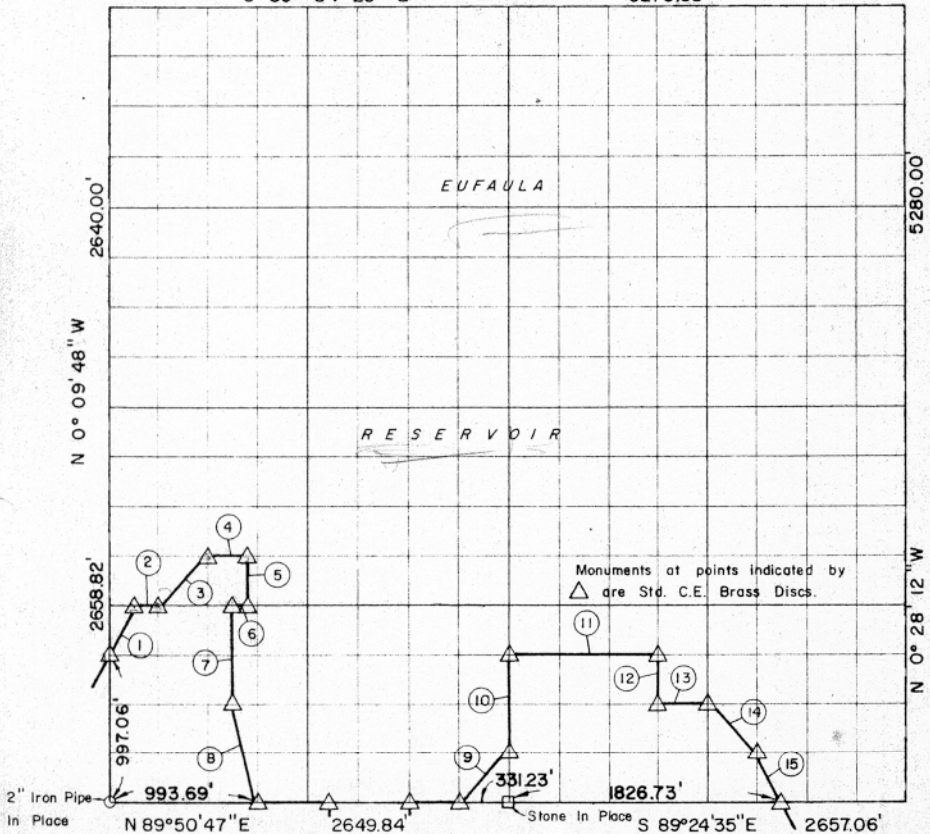 EUFAULA
2640.00'
5280.00'
N 0° 09' 48" W
RESERVOIR
4
2
3
5
Monuments at points indicated by
△ are Std. C.E. Brass Discs.
2658.82'
N 0° 28' 12" W
1
6
11
7
12
13
10
14
997.06'
8
9
15
331.23'
2" Iron Pipe
In Place
993.69'
1826.73'
Stone In Place
N 89° 50' 47" E
2649.84'
S 89° 24' 35" E
2657.06'